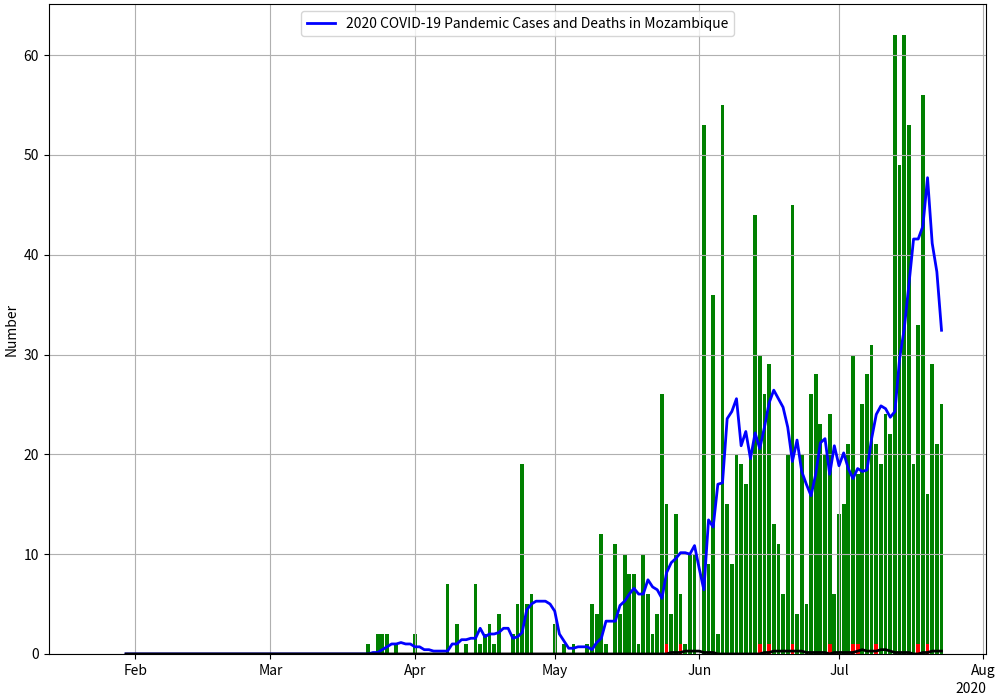 2020 COVID-19 Pandemic Cases and Deaths in Mozambique
60
50
40
30
20
10
0
Number
Feb
Mar
Apr
May
Jun
Jul
Aug
2020